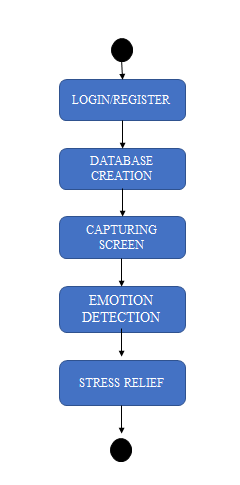 LOGIN/REGISTER
DATABASE
CREATION
CAPTURING
SCREEN
EMOTION
DETECTION
STRESS RELIEF